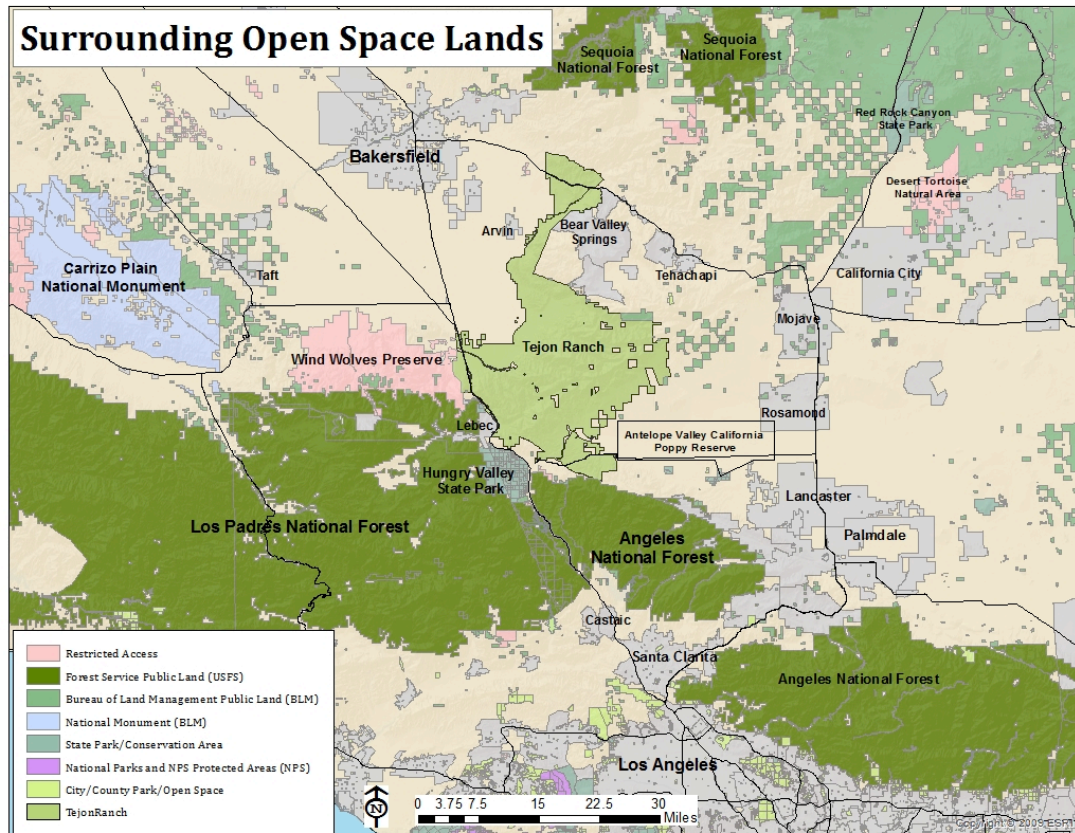 Surrounding Open Space Lands
Sequoia
National Forest
Sequoia
National Forest
Red Rock Canyon
State Park
Bakersfield
Desert Tortoise
Natural Area
Arvin
Bear Valley
Springs
Carrizo Plain
National Monument
Taft
Tehachapi
California City
Mojave
Wind Wolves Preserve
Tejon Ranch
Rosamond
Lebec
Antelope Valley California
Poppy Reserve
Hungry Valley
State Park
Lancaster
Los Padres National Forest
Angeles
National Forest
Palmdale
Castaic
Santa Clarita
Angeles National Forest
Los Angeles
Restricted Access
Forest Service Public Land (USFS)
Bureau of Land Management Public Land (BLM)
National Monument (BLM)
State Park/Conservation Area
National Parks and NPS Protected Areas (NPS)
City/County Park/Open Space
TejonRanch
N
0 3.75 7.5 15 22.5 30
Miles
Copyright © 2009 ESRI